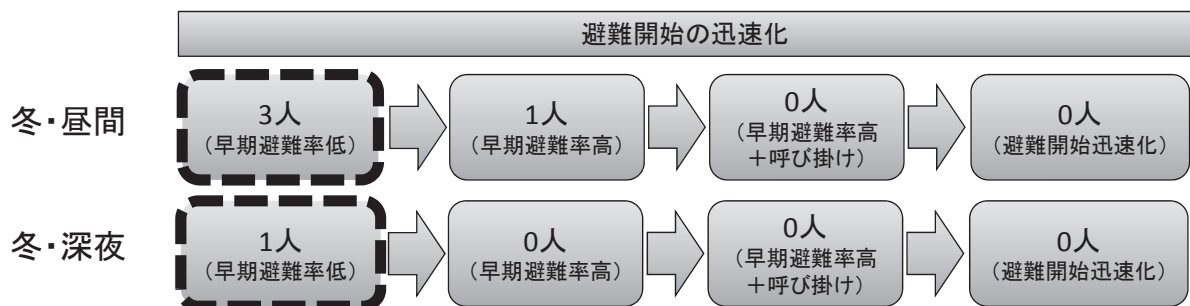 避難開始の迅速化
冬・昼間
3人
（早期避難率低）
1人
（早期避難率高）
0人
（早期避難率高
＋呼び掛け）
0人
（避難開始迅速化）
冬・深夜
1人
（早期避難率低）
0人
（早期避難率高）
0人
（早期避難率高
＋呼び掛け）
0人
（避難開始迅速化）